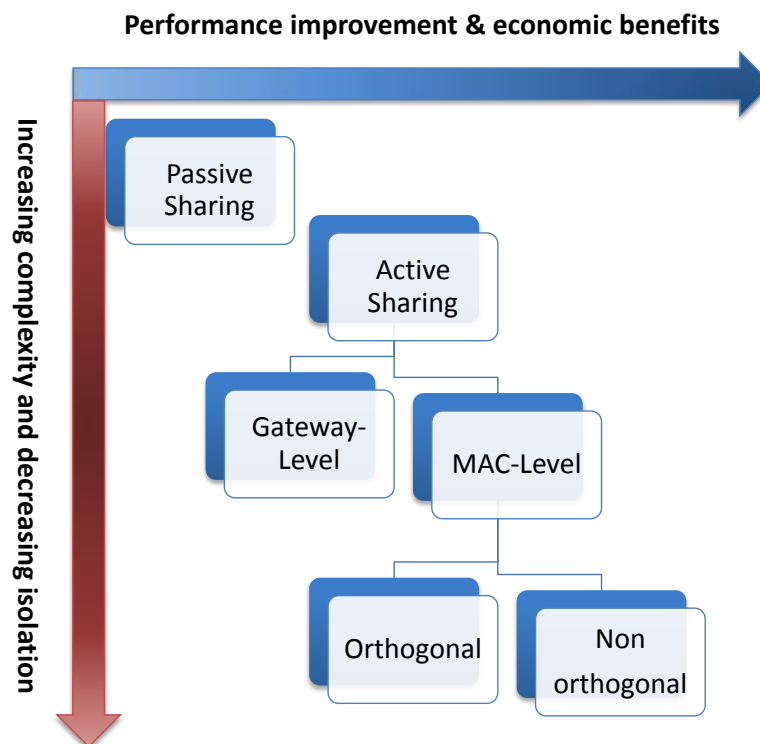 Performance improvement & economic benefits
Increasing complexity and decreasing isolation
Passive
Sharing
Active
Sharing
Gateway-
Level
MAC-Level
Orthogonal
Non
orthogonal